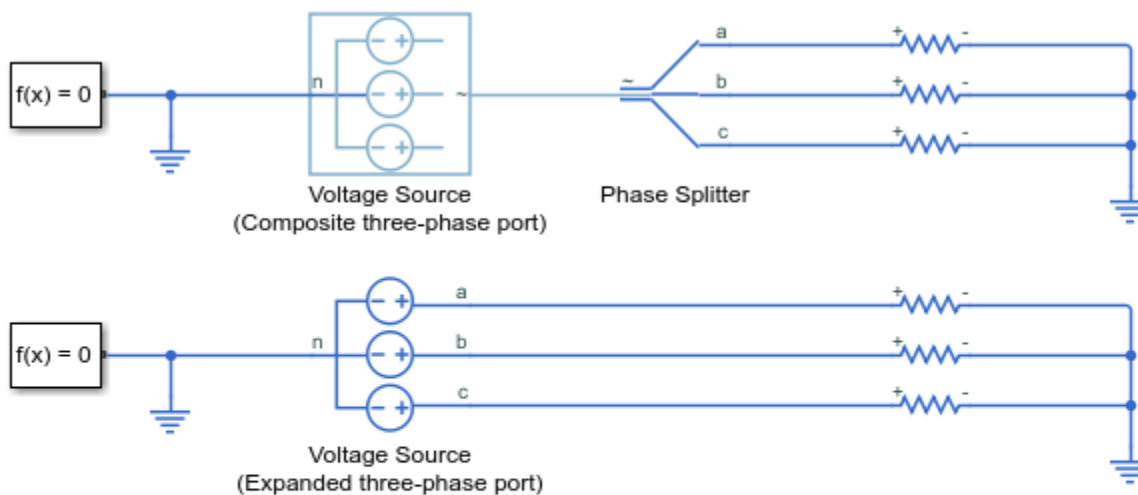 a
+ -
n
b
f(x) = 0
~
~
+ -
c
+ -
Voltage Source
(Composite three-phase port)
Phase Splitter
a
+ -
n
b
f(x) = 0
+ -
c
+ -
Voltage Source
(Expanded three-phase port)